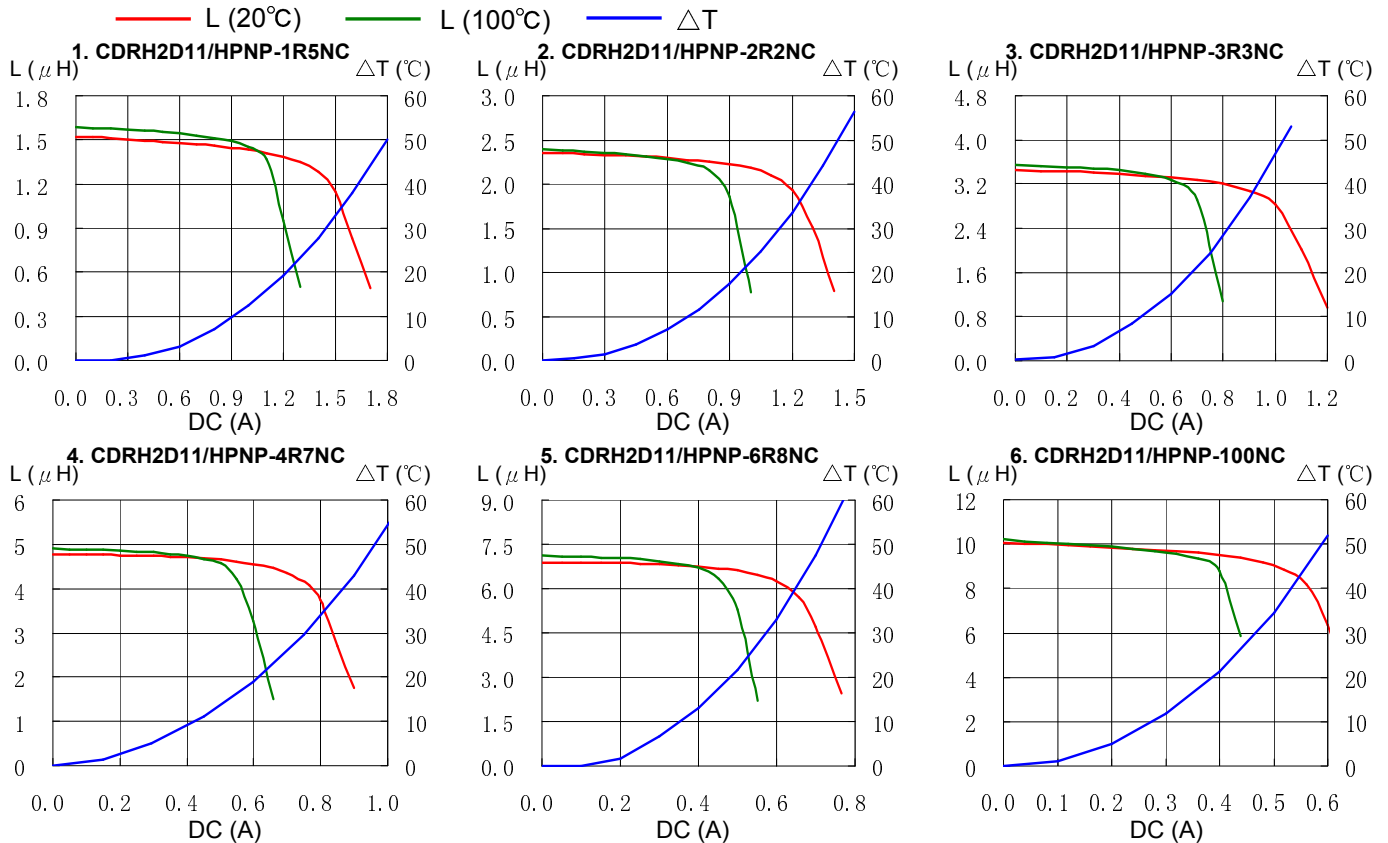 L (20℃) L (100℃) △T
1. CDRH2D11/HPNP-1R5NC 2. CDRH2D11/HPNP-2R2NC 3. CDRH2D11/HPNP-3R3NC
L (μH) △T (℃) L (μH) △T (℃) L (μH) △T (℃)
1.8 60 3.0 60 4.8 60
1.5 50 2.5 50 4.0 50
1.2 40 2.0 40 3.2 40
0.9 30 1.5 30 2.4 30
0.6 20 1.0 20 1.6 20
0.3 10 0.5 10 0.8 10
0.0 0 0.0 0 0.0 0
0.0 0.3 0.6 0.9 1.2 1.5 1.8 0.0 0.3 0.6 0.9 1.2 1.5 0.0 0.2 0.4 0.6 0.8 1.0 1.2
DC (A) DC (A) DC (A)
4. CDRH2D11/HPNP-4R7NC 5. CDRH2D11/HPNP-6R8NC 6. CDRH2D11/HPNP-100NC
L (μH) △T (℃) L (μH) △T (℃) L (μH) △T (℃)
6 60 9.0 60 12 60
5 50 7.5 50 10 50
4 40 6.0 40 8 40
3 30 4.5 30 6 30
2 20 3.0 20 4 20
1 10 1.5 10 2 10
0 0 0.0 0 0 0
0.0 0.2 0.4 0.6 0.8 1.0 0.0 0.2 0.4 0.6 0.8 0.0 0.1 0.2 0.3 0.4 0.5 0.6
DC (A) DC (A) DC (A)